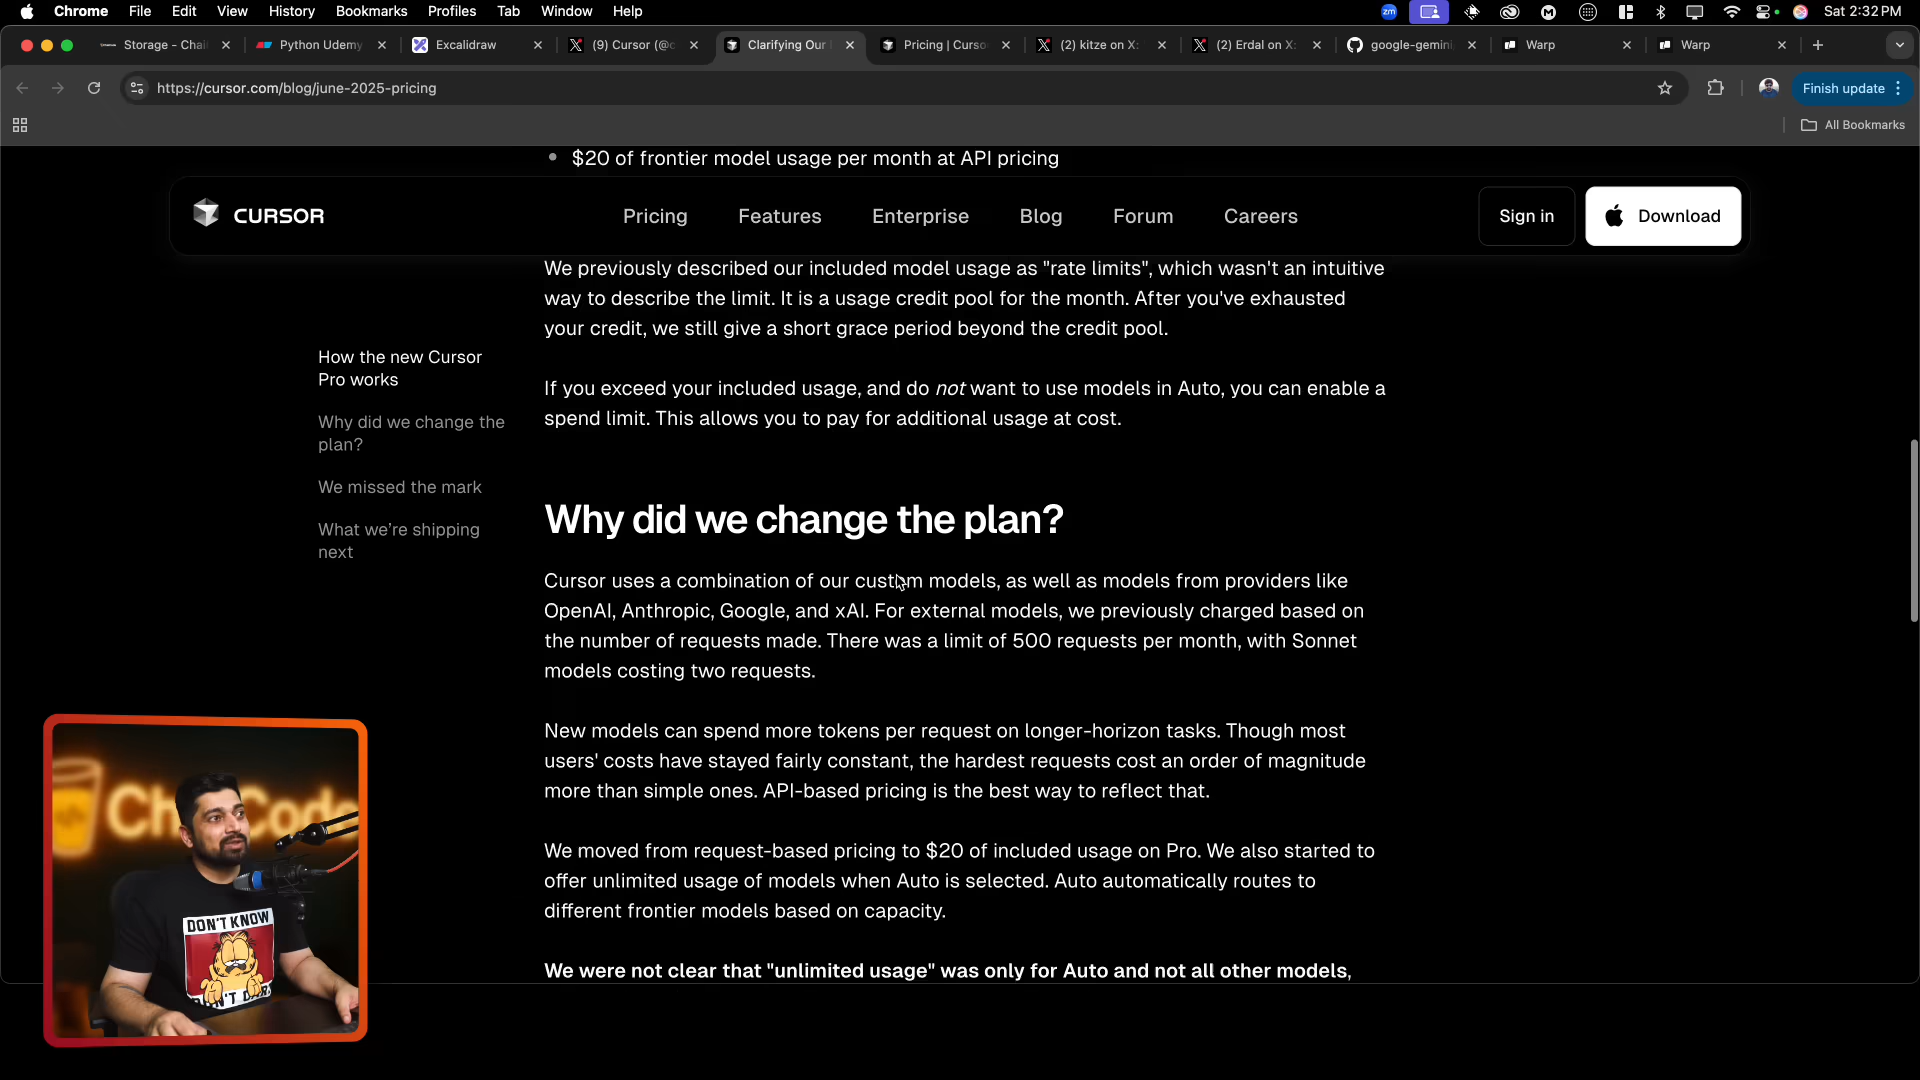 Chrome File Edit View History Bookmarks Profiles Tab Window Help
zm
Sat 2:32 PM
Storage - Chai
Python Udemy
Excalidraw
(9) Cursor (@c
Clarifying Our
Pricing | Curso
(2) kitze on X:
(2) Erdal on X:
google-gemini
Warp
Warp
https://cursor.com/blog/june-2025-pricing
Finish update
All Bookmarks
$20 of frontier model usage per month at API pricing
CURSOR
Pricing Features Enterprise Blog Forum Careers
Sign in
Download
We previously described our included model usage as "rate limits", which wasn't an intuitive
way to describe the limit. It is a usage credit pool for the month. After you've exhausted
your credit, we still give a short grace period beyond the credit pool.
If you exceed your included usage, and do not want to use models in Auto, you can enable a
spend limit. This allows you to pay for additional usage at cost.
How the new Cursor
Pro works
Why did we change the
plan?
We missed the mark
What we're shipping
next
Why did we change the plan?
Cursor uses a combination of our custom models, as well as models from providers like
OpenAI, Anthropic, Google, and xAI. For external models, we previously charged based on
the number of requests made. There was a limit of 500 requests per month, with Sonnet
models costing two requests.
New models can spend more tokens per request on longer-horizon tasks. Though most
users' costs have stayed fairly constant, the hardest requests cost an order of magnitude
more than simple ones. API-based pricing is the best way to reflect that.
We moved from request-based pricing to $20 of included usage on Pro. We also started to
offer unlimited usage of models when Auto is selected. Auto automatically routes to
different frontier models based on capacity.
We were not clear that "unlimited usage" was only for Auto and not all other models,
DON'T KNOW